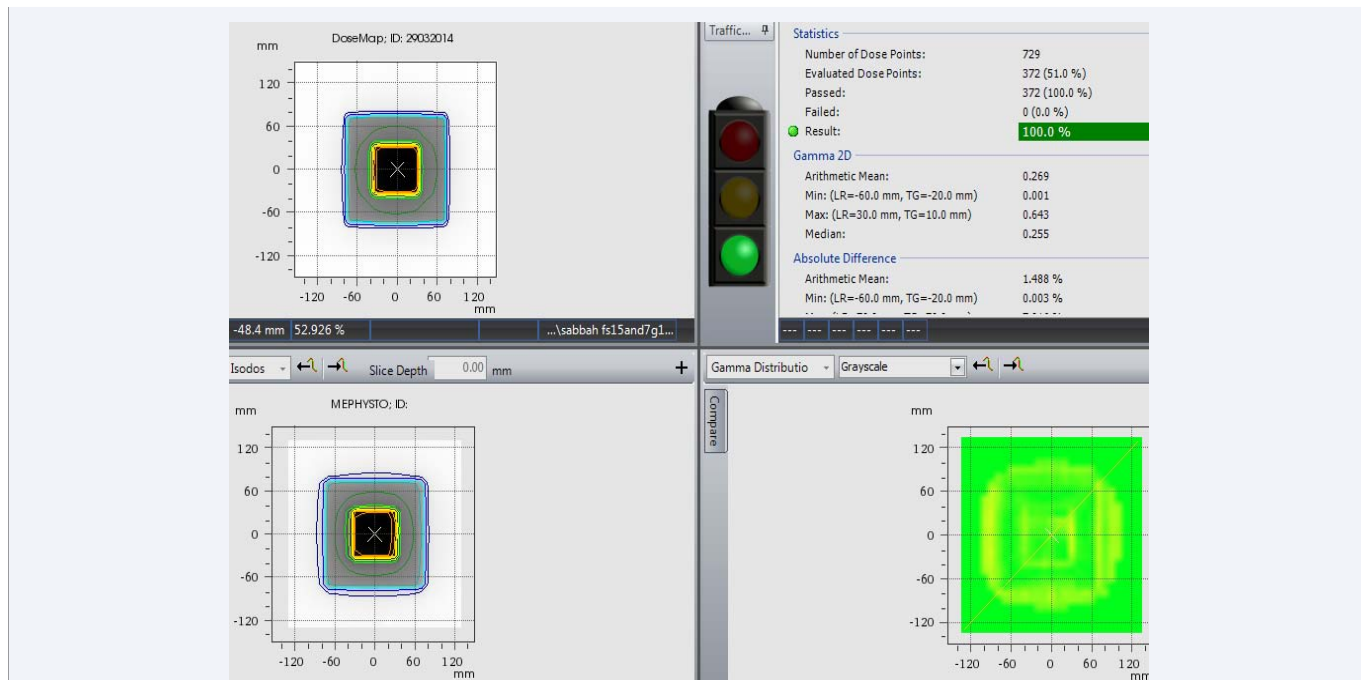 DoseMap; ID: 29032014
mm
120
60
0
-60
-120
-120 -60 0 60 120
mm
-48.4 mm 52.926 % ...\sabbah fs15and7g1...
Traffic...
Statistics
Number of Dose Points: 729
Evaluated Dose Points: 372 (51.0 %)
Passed: 372 (100.0 %)
Failed: 0 (0.0 %)
Result: 100.0 %
Gamma 2D
Arithmetic Mean: 0.269
Min: (LR=-60.0 mm, TG=-20.0 mm) 0.001
Max: (LR=30.0 mm, TG=10.0 mm) 0.643
Median: 0.255
Absolute Difference
Arithmetic Mean: 1.488 %
Min: (LR=-60.0 mm, TG=-20.0 mm) 0.003 %
--- --- --- --- --- ---
Isodos Slice Depth 0.00 mm +
MEPHYSTO; ID:
mm
120
60
0
-60
-120
-120 -60 0 60 120
mm
Gamma Distributio Grayscale
Compare
mm
120
60
0
-60
-120
-120 -60 0 60 120
mm